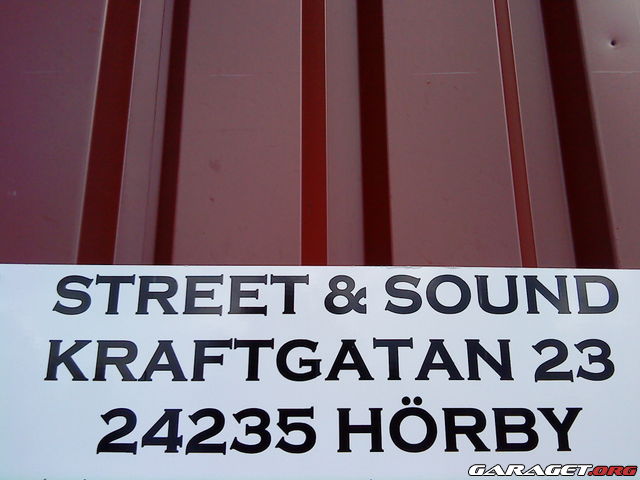 STREET & SOUND
KRAFTGATAN 23
24235 HÖRBY
GARAGET.ORG